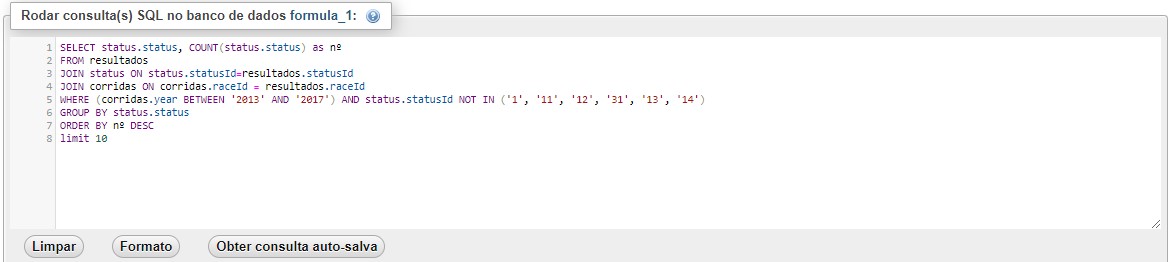 Rodar consulta(s) SQL no banco de dados formula_1:
1 SELECT status.status, COUNT(status.status) as nº
2 FROM resultados
3 JOIN status ON status.statusId=resultados.statusId
4 JOIN corridas ON corridas.raceId = resultados.raceId
5 WHERE (corridas.year BETWEEN '2013' AND '2017') AND status.statusId NOT IN ('1', '11', '12', '31', '13', '14')
6 GROUP BY status.status
7 ORDER BY nº DESC
8 limit 10
Limpar Formato Obter consulta auto-salva